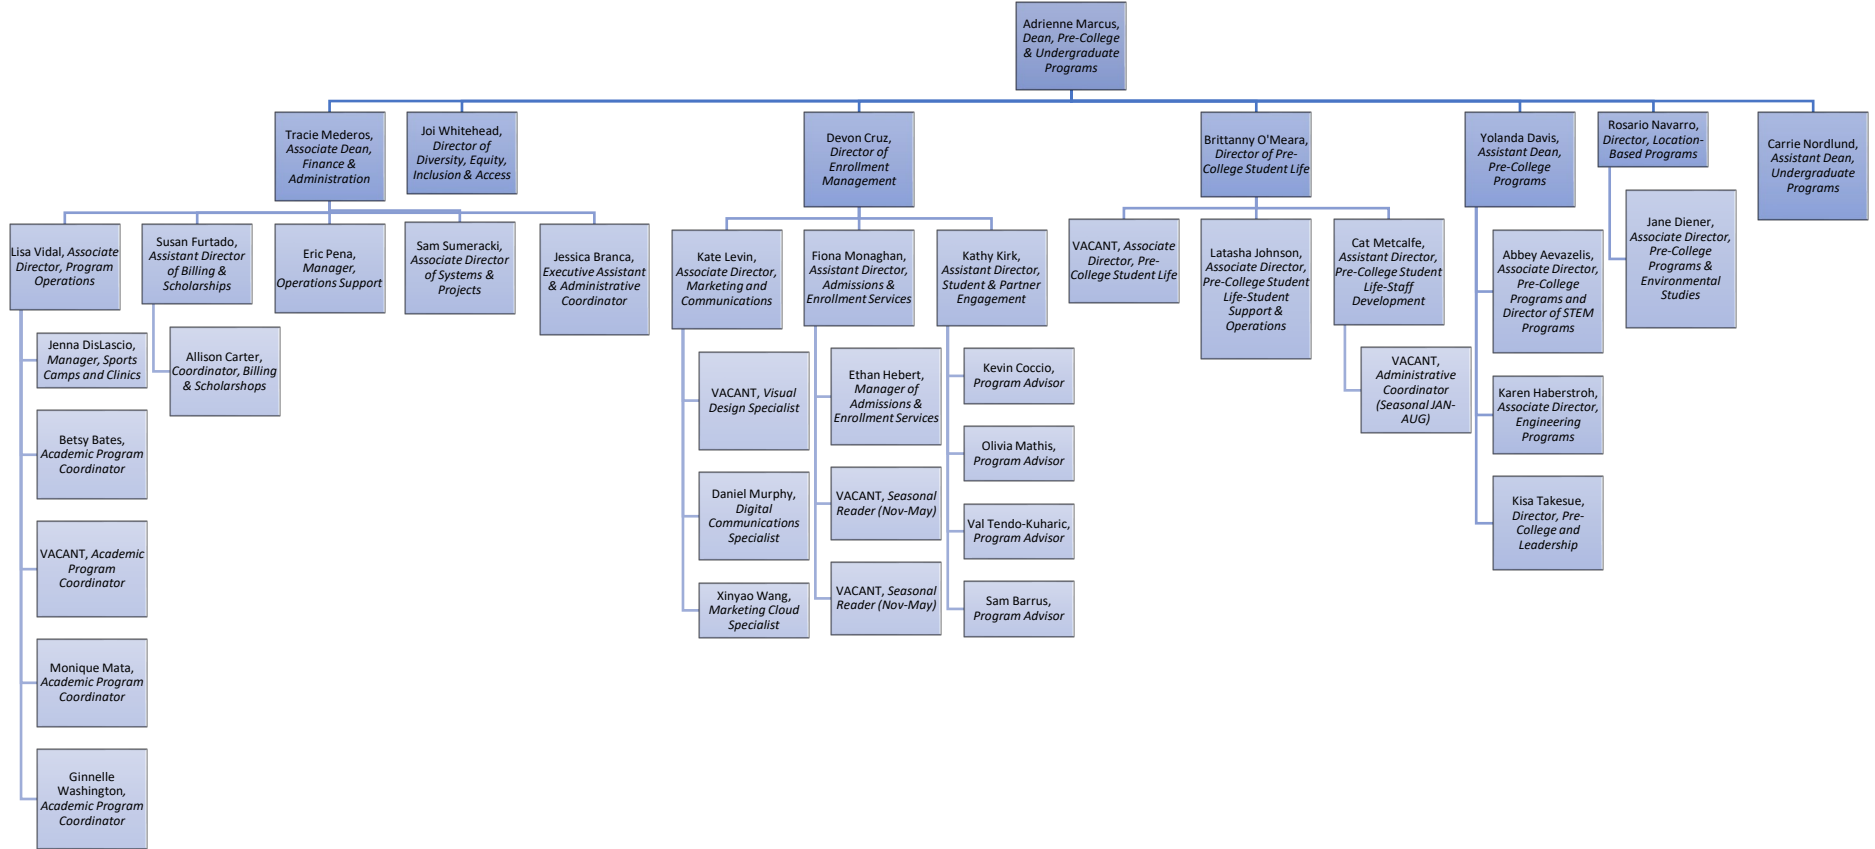 Adrienne Marcus,
Dean, Pre-College
& Undergraduate
Programs
Tracie Mederos,
Associate Dean,
Finance &
Administration
Joi Whitehead,
Director of
Diversity, Equity,
Inclusion & Access
Devon Cruz,
Director of
Enrollment
Management
Brittanny O'Meara,
Director of Pre-
College Student Life
Yolanda Davis,
Assistant Dean,
Pre-College
Programs
Rosario Navarro,
Director, Location-
Based Programs
Carrie Nordlund,
Assistant Dean,
Undergraduate
Programs
Lisa Vidal, Associate
Director, Program
Operations
Susan Furtado,
Assistant Director
of Billing &
Scholarships
Eric Pena,
Manager,
Operations Support
Sam Sumeracki,
Associate Director
of Systems &
Projects
Jessica Branca,
Executive Assistant
& Administrative
Coordinator
Kate Levin,
Associate Director,
Marketing and
Communications
Fiona Monaghan,
Assistant Director,
Admissions &
Enrollment Services
Kathy Kirk,
Assistant Director,
Student & Partner
Engagement
VACANT, Associate
Director, Pre-
College Student Life
Latasha Johnson,
Associate Director,
Pre-College Student
Life-Student
Support &
Operations
Cat Metcalfe,
Assistant Director,
Pre-College Student
Life-Staff
Development
Abbey Aevazelis,
Associate Director,
Pre-College
Programs and
Director of STEM
Programs
Jane Diener,
Associate Director,
Pre-College
Programs &
Environmental
Studies
Jenna DisLascio,
Manager, Sports
Camps and Clinics
Betsy Bates,
Academic Program
Coordinator
VACANT, Academic
Program
Coordinator
Monique Mata,
Academic Program
Coordinator
Ginnelle
Washington,
Academic Program
Coordinator
Allison Carter,
Coordinator, Billing
& Scholarshops
VACANT, Visual
Design Specialist
Daniel Murphy,
Digital
Communications
Specialist
Xinyao Wang,
Marketing Cloud
Specialist
Ethan Hebert,
Manager of
Admissions &
Enrollment Services
VACANT, Seasonal
Reader (Nov-May)
VACANT, Seasonal
Reader (Nov-May)
Kevin Coccio,
Program Advisor
Olivia Mathis,
Program Advisor
Val Tendo-Kuharic,
Program Advisor
Sam Barrus,
Program Advisor
VACANT,
Administrative
Coordinator
(Seasonal JAN-
AUG)
Karen Haberstroh,
Associate Director,
Engineering
Programs
Kisa Takesue,
Director, Pre-
College and
Leadership